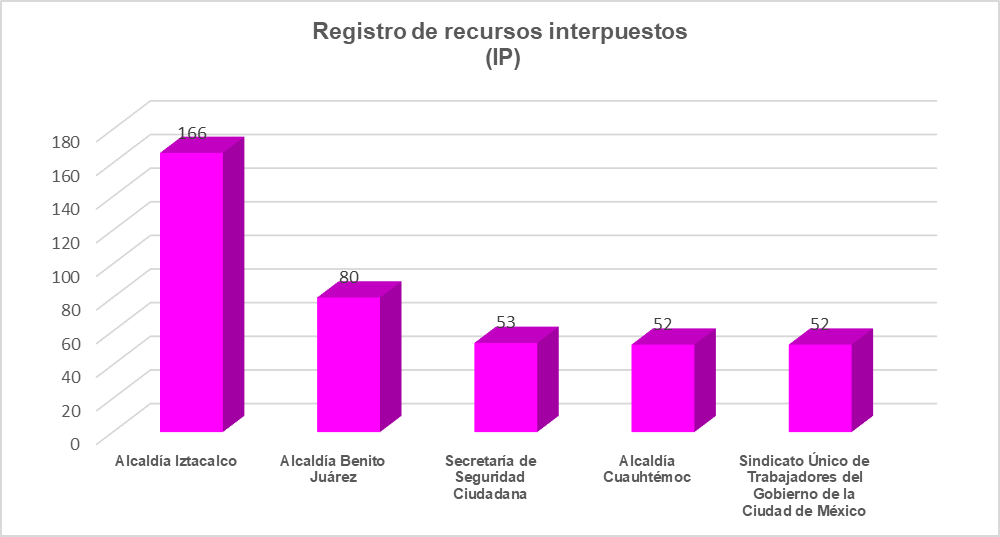 Registro de recursos interpuestos
(IP)
180
160
140
120
100
80
60
40
20
0
166
80
53
52
52
Alcaldía Iztacalco
Alcaldía Benito
Juárez
Secretaría de
Seguridad
Ciudadana
Alcaldía
Cuauhtémoc
Sindicato Único de
Trabajadores del
Gobierno de la
Ciudad de México